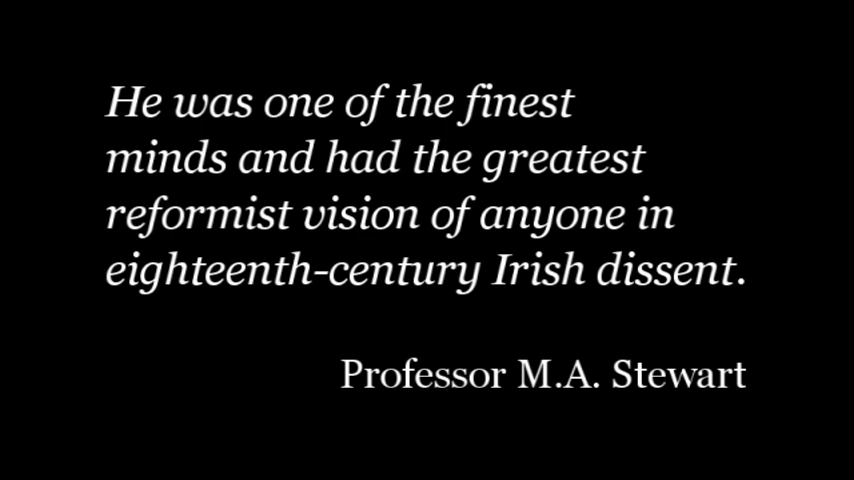 He was one of the finest
minds and had the greatest
reformist vision of anyone in
eighteenth-century Irish dissent.
Professor M.A. Stewart